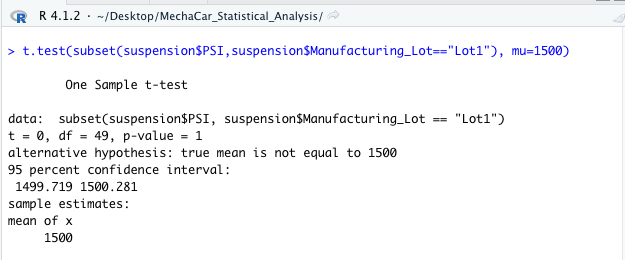 R 4.1.2 · ~/Desktop/MechaCar_Statistical_Analysis/
> t.test(subset(suspension$PSI,suspension$Manufacturing_Lot=="Lot1"), mu=1500)
One Sample t-test
data:  subset(suspension$PSI, suspension$Manufacturing_Lot == "Lot1")
t = 0, df = 49, p-value = 1
alternative hypothesis: true mean is not equal to 1500
95 percent confidence interval:
 1499.719 1500.281
sample estimates:
mean of x
     1500